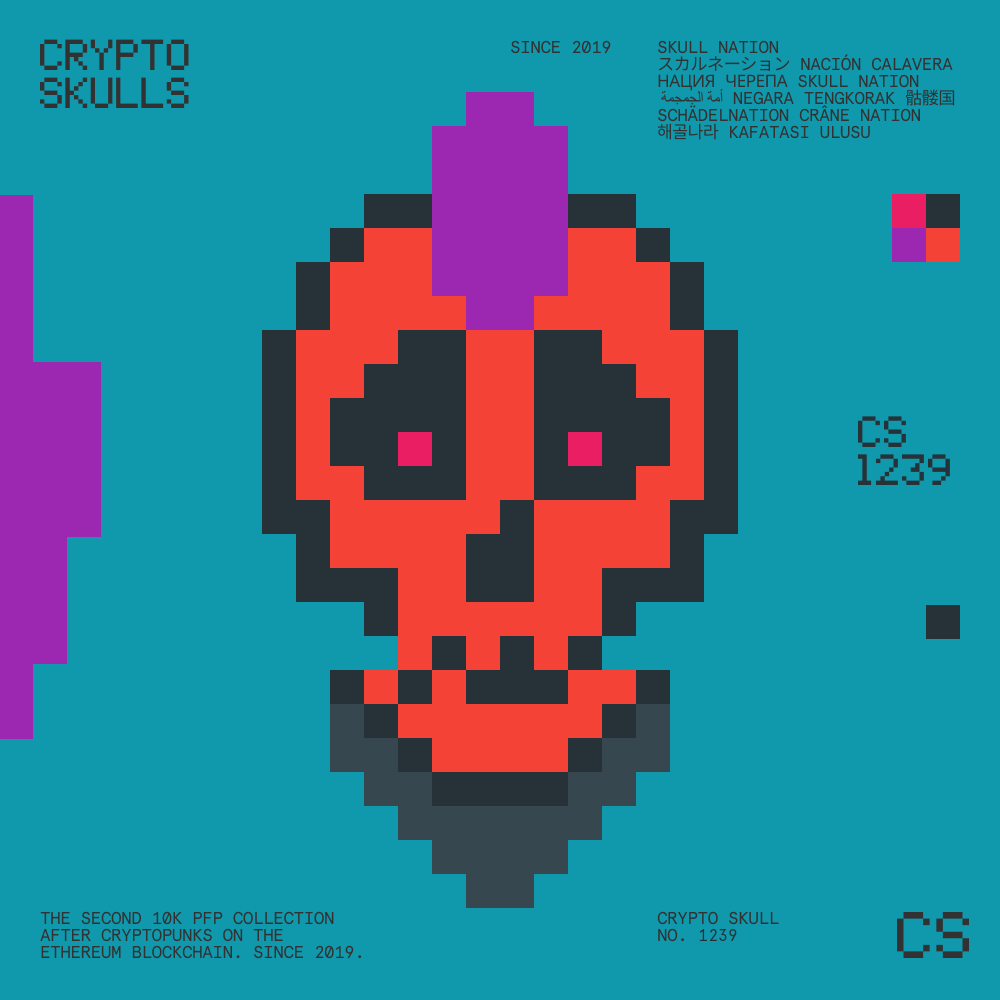 CRYPTO
SKULLS
SINCE 2019
SKULL NATION
スカルネーション NACIÓN CALAVERA
НАЦИЯ ЧЕРЕПА SKULL NATION
أمة الجمجمة NEGARA TENGKORAK 骷髅国
SCHÄDELNATION CRÂNE NATION
해골나라 KAFATASI ULUSU
CS
1239
THE SECOND 10K PFP COLLECTION
AFTER CRYPTOPUNKS ON THE
ETHEREUM BLOCKCHAIN. SINCE 2019.
CRYPTO SKULL
NO. 1239
CS